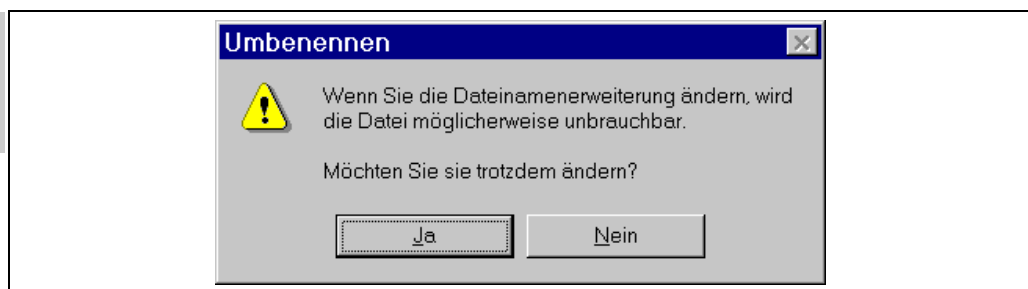 Umbenennen
Wenn Sie die Dateinamenerweiterung ändern, wird
die Datei möglicherweise unbrauchbar.
Möchten Sie sie trotzdem ändern?
Ja
Nein